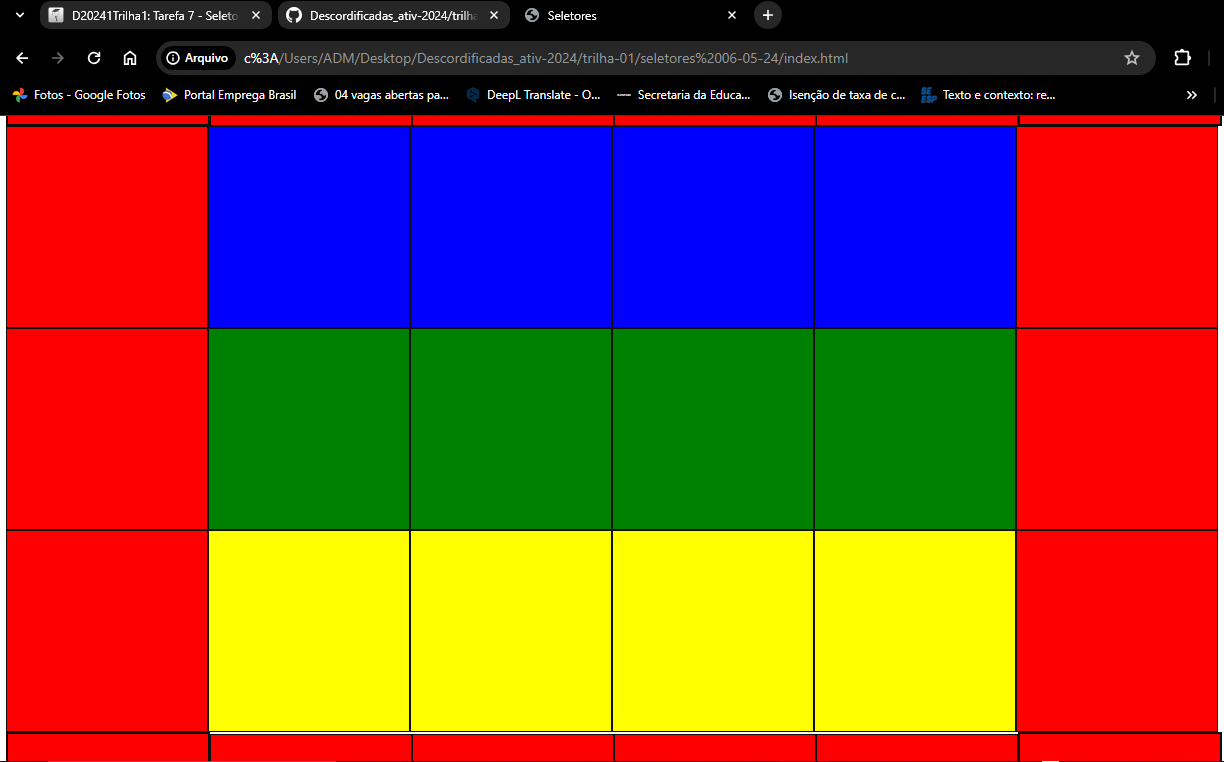 D20241Trilha1: Tarefa 7 - Seleto
Descordificadas_ativ-2024/trilha
Seletores
Arquivo c%3A/Users/ADM/Desktop/Descordificadas_ativ-2024/trilha-01/seletores%2006-05-24/index.html
Fotos - Google Fotos Portal Emprega Brasil 04 vagas abertas pa... DeepL Translate - O... Secretaria da Educa... Isenção de taxa de c... Texto e contexto: re...